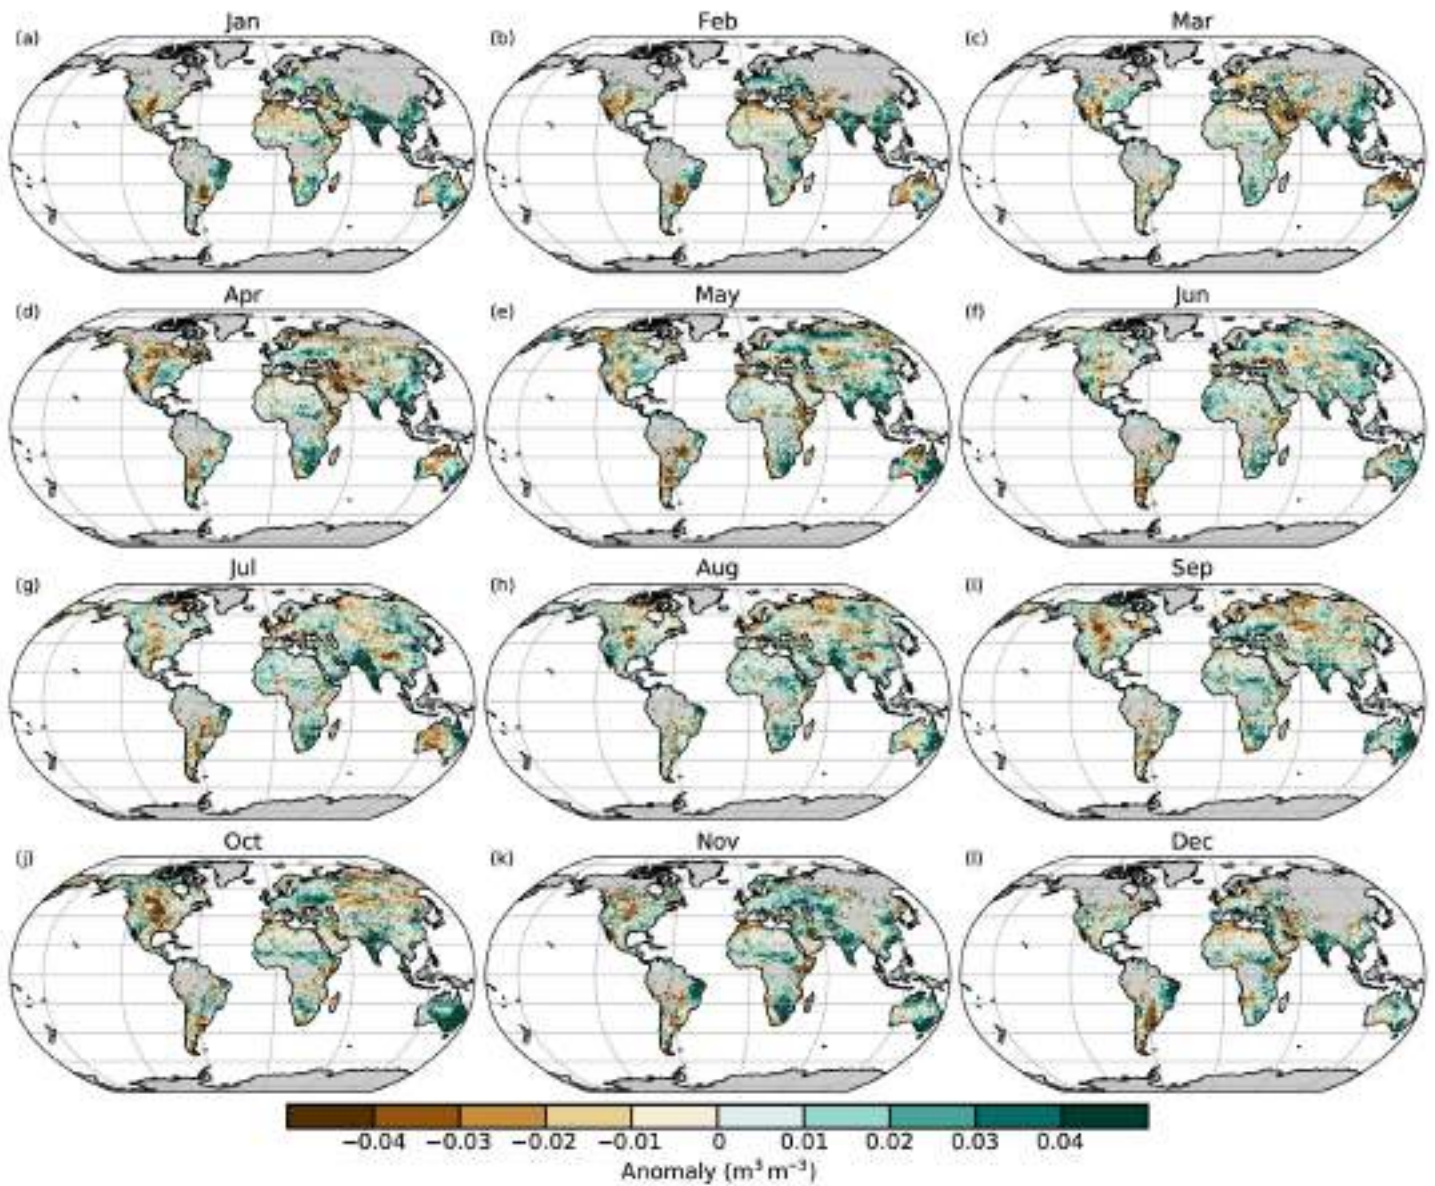 Jan
Feb
Mar
(a)
(b)
(c)
Apr
May
Jun
(d)
(e)
(f)
Jul
Aug
Sep
(g)
(h)
(i)
Oct
Nov
Dec
(j)
(k)
(l)
−0.04 −0.03 −0.02 −0.01 0 0.01 0.02 0.03 0.04
Anomaly (m³ m⁻³)